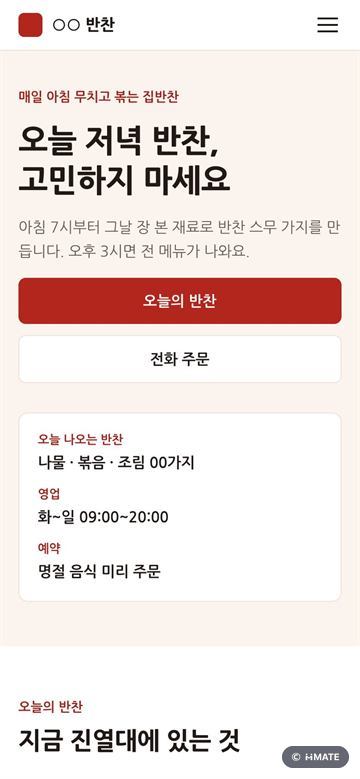 ○○ 반찬
매일 아침 무치고 볶는 집반찬
오늘 저녁 반찬,
고민하지 마세요
아침 7시부터 그날 장 본 재료로 반찬 스무 가지를 만
듭니다. 오후 3시면 전 메뉴가 나와요.
오늘의 반찬
전화 주문
오늘 나오는 반찬
나물 · 볶음 · 조림 00가지
영업
화~일 09:00~20:00
예약
명절 음식 미리 주문
오늘의 반찬
지금 진열대에 있는 것
© HMATE